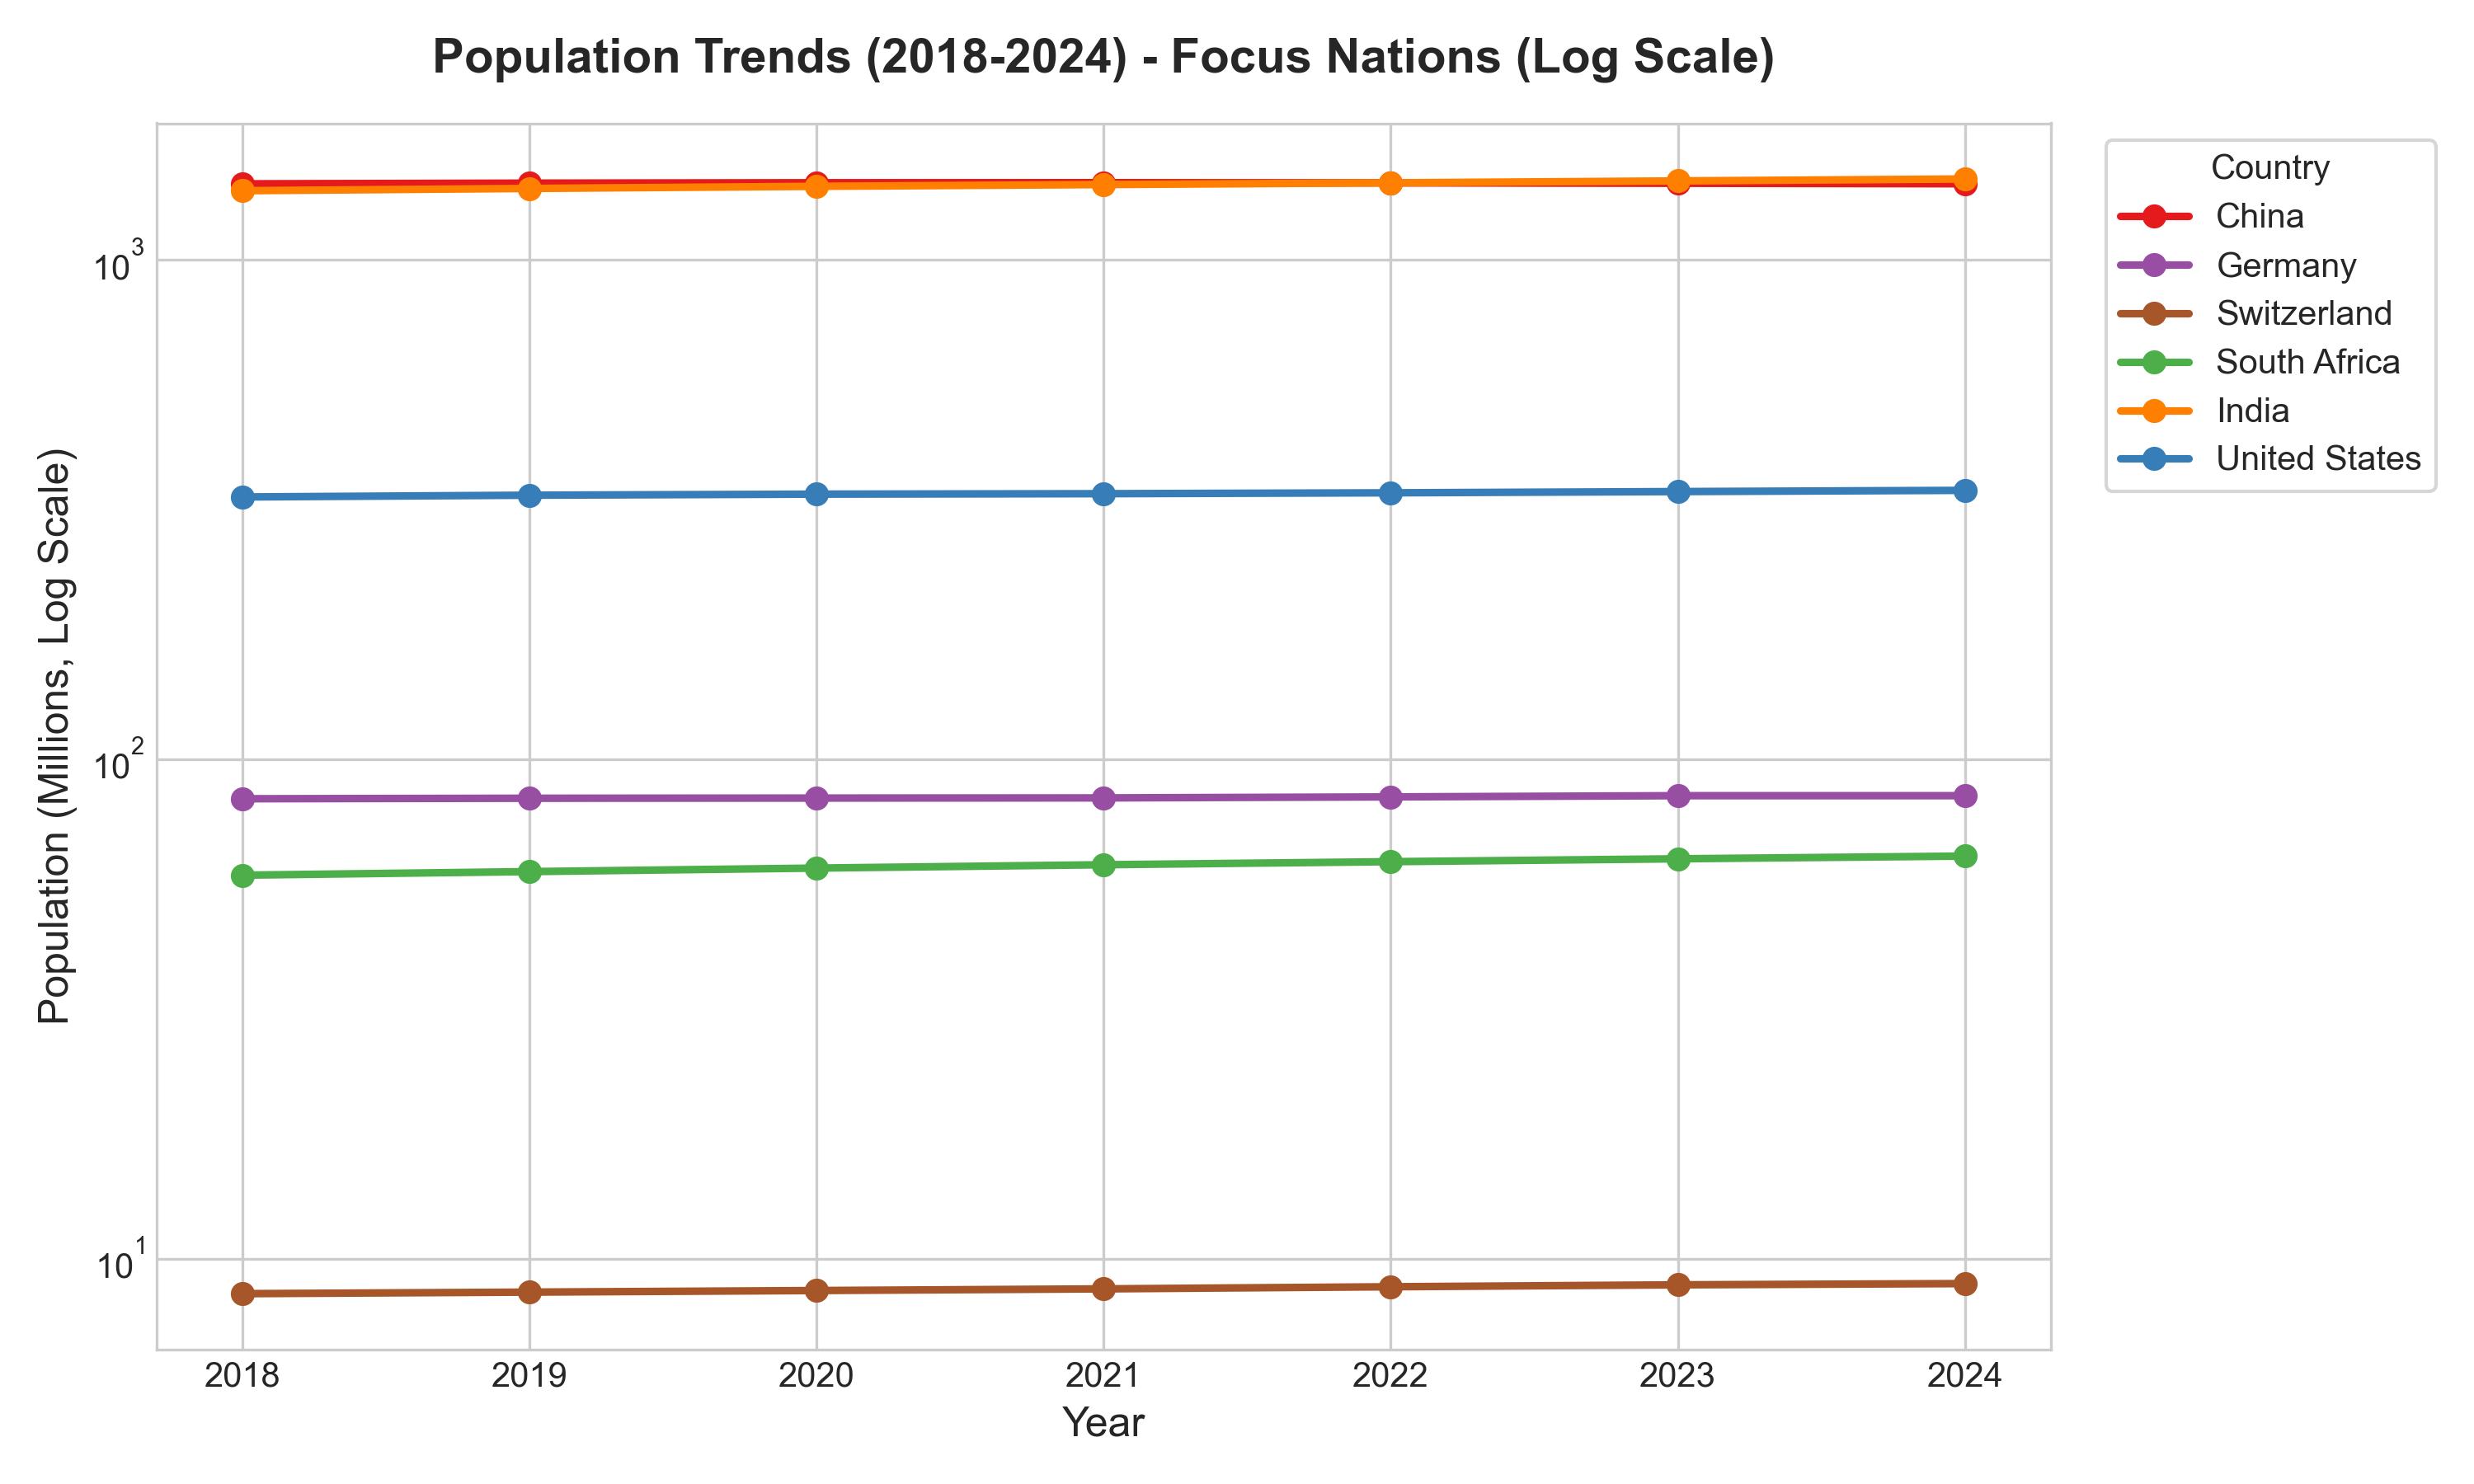 Population Trends (2018-2024) - Focus Nations (Log Scale)
Population (Millions, Log Scale)
10³
10²
10¹
2018 2019 2020 2021 2022 2023 2024
Year
Country
China
Germany
Switzerland
South Africa
India
United States